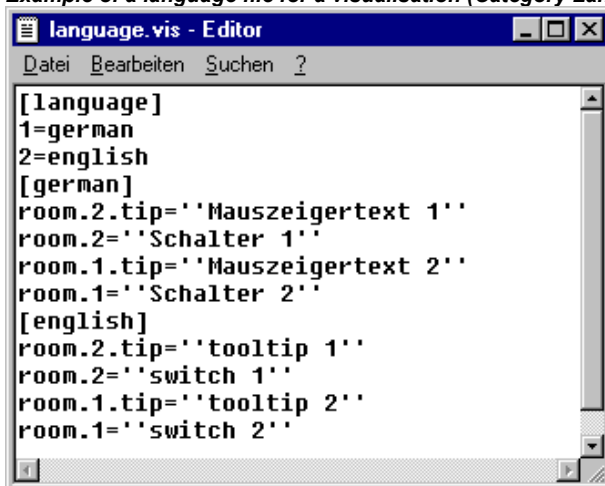 Example of a language file for a visualisation (Category Lan
language.vis - Editor
Datei Bearbeiten Suchen ?
[language]
1=german
2=english
[german]
room.2.tip=''Mauszeigertext 1''
room.2=''Schalter 1''
room.1.tip=''Mauszeigertext 2''
room.1=''Schalter 2''
[english]
room.2.tip=''tooltip 1''
room.2=''switch 1''
room.1.tip=''tooltip 2''
room.1=''switch 2''